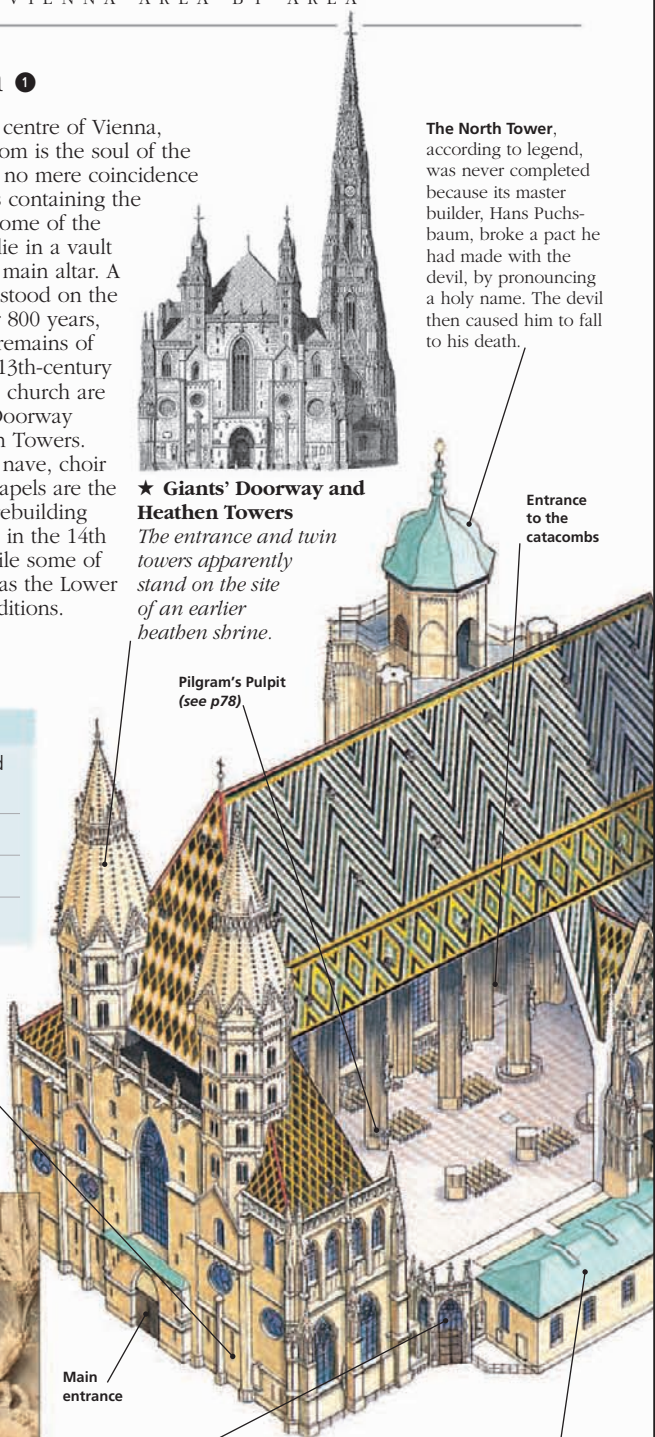 VIENNA AREA BY AREA
1
centre of Vienna,
om is the soul of the
no mere coincidence
containing the
ome of the
lie in a vault
main altar. A
stood on the
800 years,
remains of
13th-century
church are
Doorway
n Towers.
nave, choir
apels are the
ebuilding
in the 14th
ile some of
as the Lower
ditions.
The North Tower,
according to legend,
was never completed
because its master
builder, Hans Puchs-
baum, broke a pact he
had made with the
devil, by pronouncing
a holy name. The devil
then caused him to fall
to his death.
★ Giants' Doorway and
Heathen Towers
The entrance and twin
towers apparently
stand on the site
of an earlier
heathen shrine.
Entrance
to the
catacombs
Pilgram's Pulpit
(see p78)
Main
entrance